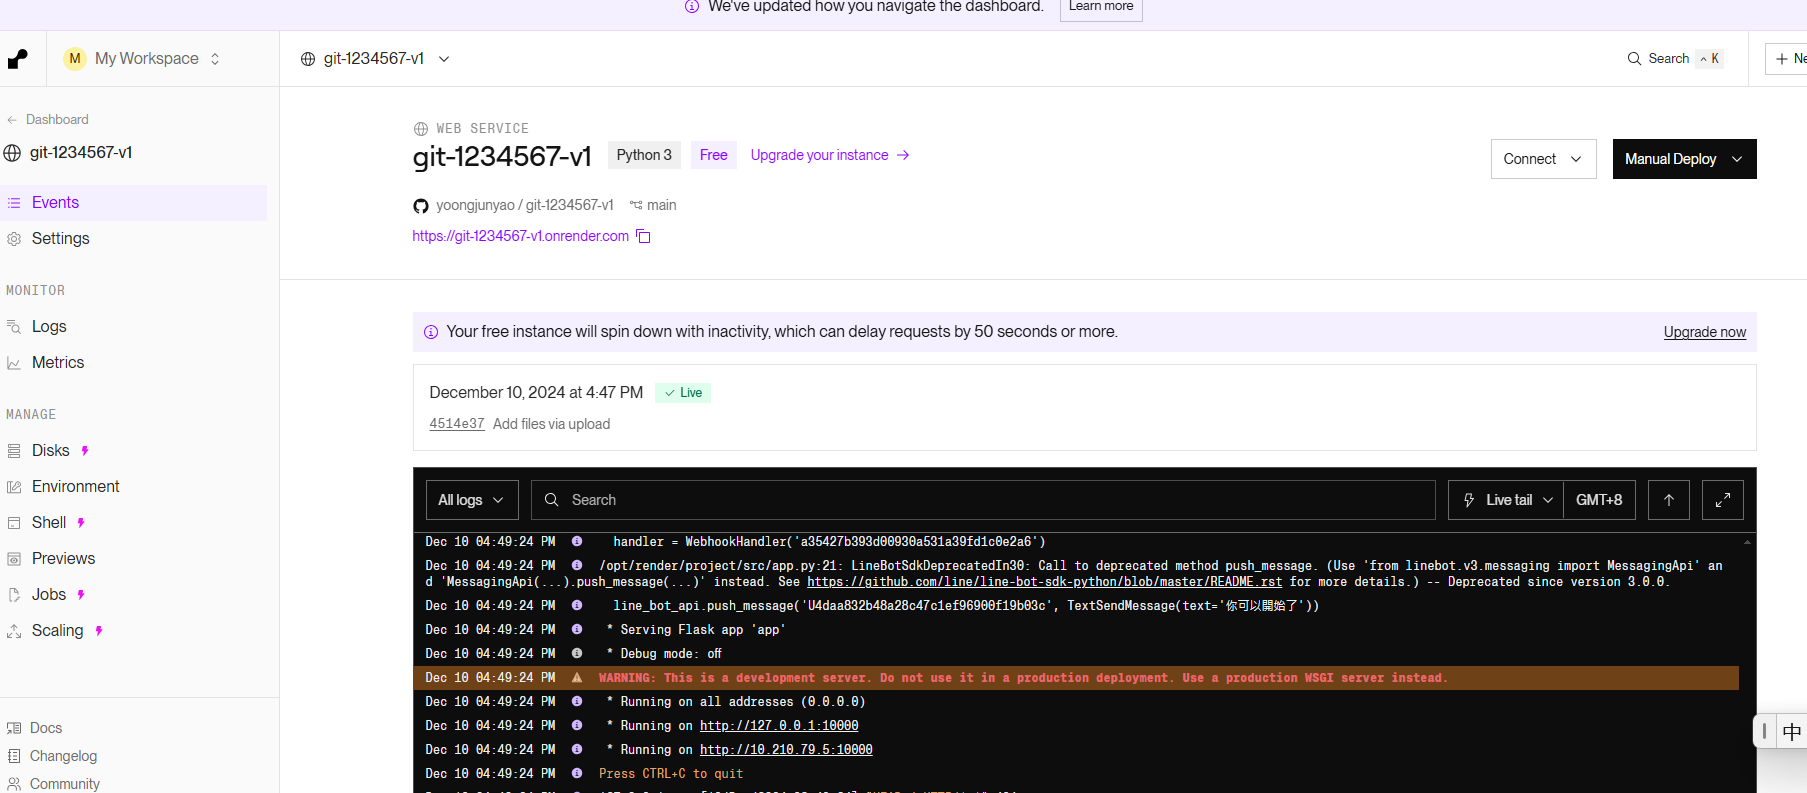 We've updated how you navigate the dashboard. Learn more
M My Workspace
git-1234567-v1
Search ^ K
+ Ne
Dashboard
git-1234567-v1
Events
Settings
MONITOR
Logs
Metrics
MANAGE
Disks
Environment
Shell
Previews
Jobs
Scaling
Docs
Changelog
Community
WEB SERVICE
git-1234567-v1 Python 3 Free Upgrade your instance →
Connect
Manual Deploy
yoongjunyao / git-1234567-v1 main
https://git-1234567-v1.onrender.com
Your free instance will spin down with inactivity, which can delay requests by 50 seconds or more. Upgrade now
December 10, 2024 at 4:47 PM ✓ Live
4514e37 Add files via upload
All logs Search Live tail GMT+8
Dec 10 04:49:24 PM handler = WebhookHandler('a35427b393d00930a531a39fd1c0e2a6')
Dec 10 04:49:24 PM /opt/render/project/src/app.py:21: LineBotSdkDeprecatedIn30: Call to deprecated method push_message. (Use 'from linebot.v3.messaging import MessagingApi' an
d 'MessagingApi(...).push_message(...)' instead. See https://github.com/line/line-bot-sdk-python/blob/master/README.rst for more details.) -- Deprecated since version 3.0.0.
Dec 10 04:49:24 PM line_bot_api.push_message('U4daa832b48a28c47c1ef96900f19b03c', TextSendMessage(text='你可以開始了'))
Dec 10 04:49:24 PM * Serving Flask app 'app'
Dec 10 04:49:24 PM * Debug mode: off
Dec 10 04:49:24 PM WARNING: This is a development server. Do not use it in a production deployment. Use a production WSGI server instead.
Dec 10 04:49:24 PM * Running on all addresses (0.0.0.0)
Dec 10 04:49:24 PM * Running on http://127.0.0.1:10000
Dec 10 04:49:24 PM * Running on http://10.210.79.5:10000
Dec 10 04:49:24 PM Press CTRL+C to quit
中